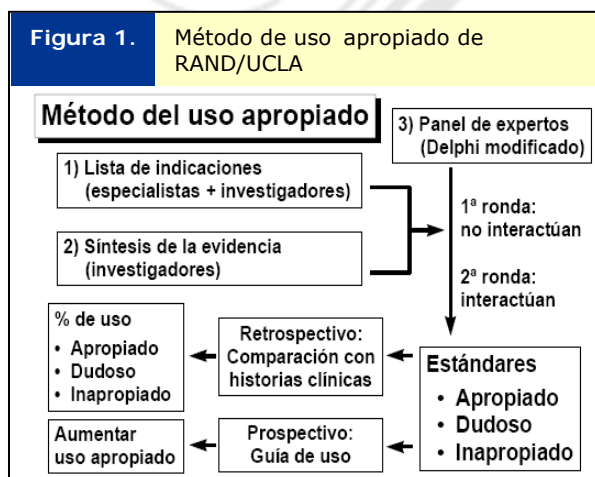 Figura 1.
Método de uso apropiado de
RAND/UCLA
Método del uso apropiado
3) Panel de expertos
(Delphi modificado)
1) Lista de indicaciones
(especialistas + investigadores)
2) Síntesis de la evidencia
(investigadores)
1ª ronda:
no interactúan
2ª ronda:
interactúan
% de uso
• Apropiado
• Dudoso
• Inapropiado
Retrospectivo:
Comparación con
historias clínicas
Estándares
• Apropiado
• Dudoso
• Inapropiado
Aumentar
uso apropiado
Prospectivo:
Guía de uso